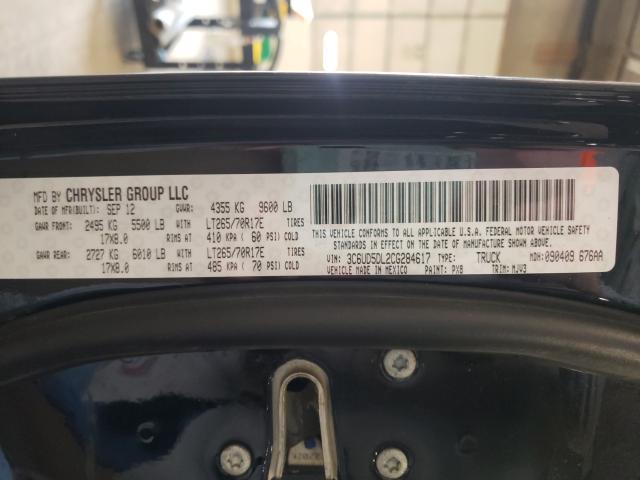 MFD BY CHRYSLER GROUP LLC
DATE OF MFR(BUILT): SEP 12 GVWR: 4355 KG 9600 LB
GAWR FRONT: 2495 KG 5500 LB WITH LT265/70R17E TIRES
17X8.0 RIMS AT 410 KPA ( 60 PSI) COLD
GAWR REAR: 2727 KG 6010 LB WITH LT265/70R17E TIRES
17X8.0 RIMS AT 485 KPA ( 70 PSI) COLD
THIS VEHICLE CONFORMS TO ALL APPLICABLE U.S.A. FEDERAL MOTOR VEHICLE SAFETY
STANDARDS IN EFFECT ON THE DATE OF MANUFACTURE SHOWN ABOVE.
VIN: 3C6UD5DL2CG284617 TYPE: TRUCK MDH: 090409 676AA
VEHICLE MADE IN MEXICO PAINT: PX8 TRIM: MJV3